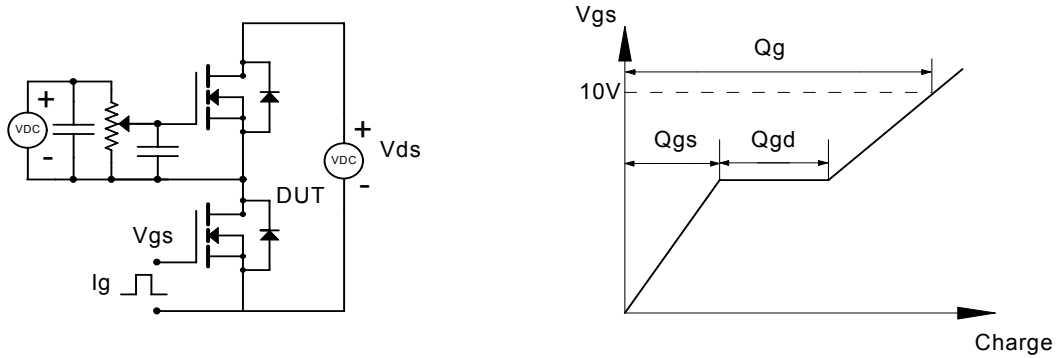 +
VDC
-
+
VDC
-
Vds
DUT
Vgs
Ig
Vgs
Qg
10V
Qgs
Qgd
Charge